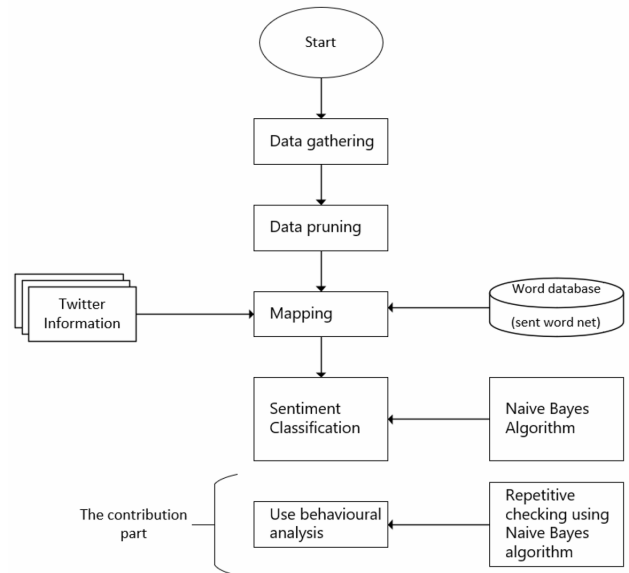 Start
Data gathering
Data pruning
Twitter
Information
Mapping
Word database
(sent word net)
Sentiment
Classification
Naive Bayes
Algorithm
The contribution
part
Use behavioural
analysis
Repetitive
checking using
Naive Bayes
algorithm